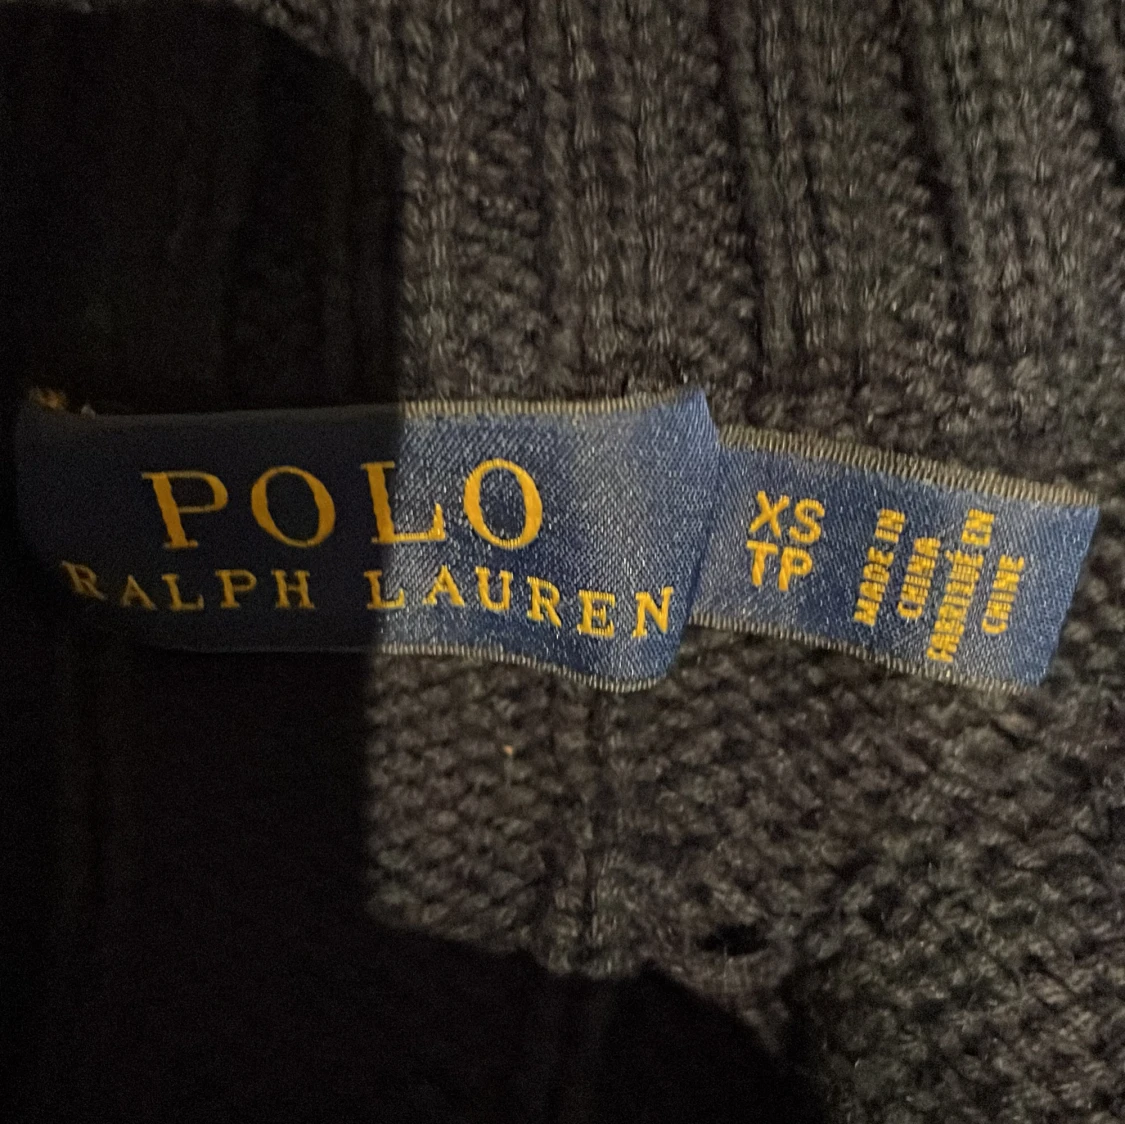 POLO
RALPH LAUREN
XS
TP
MADE IN
CHINA
FABRIQUÉ EN
CHINE